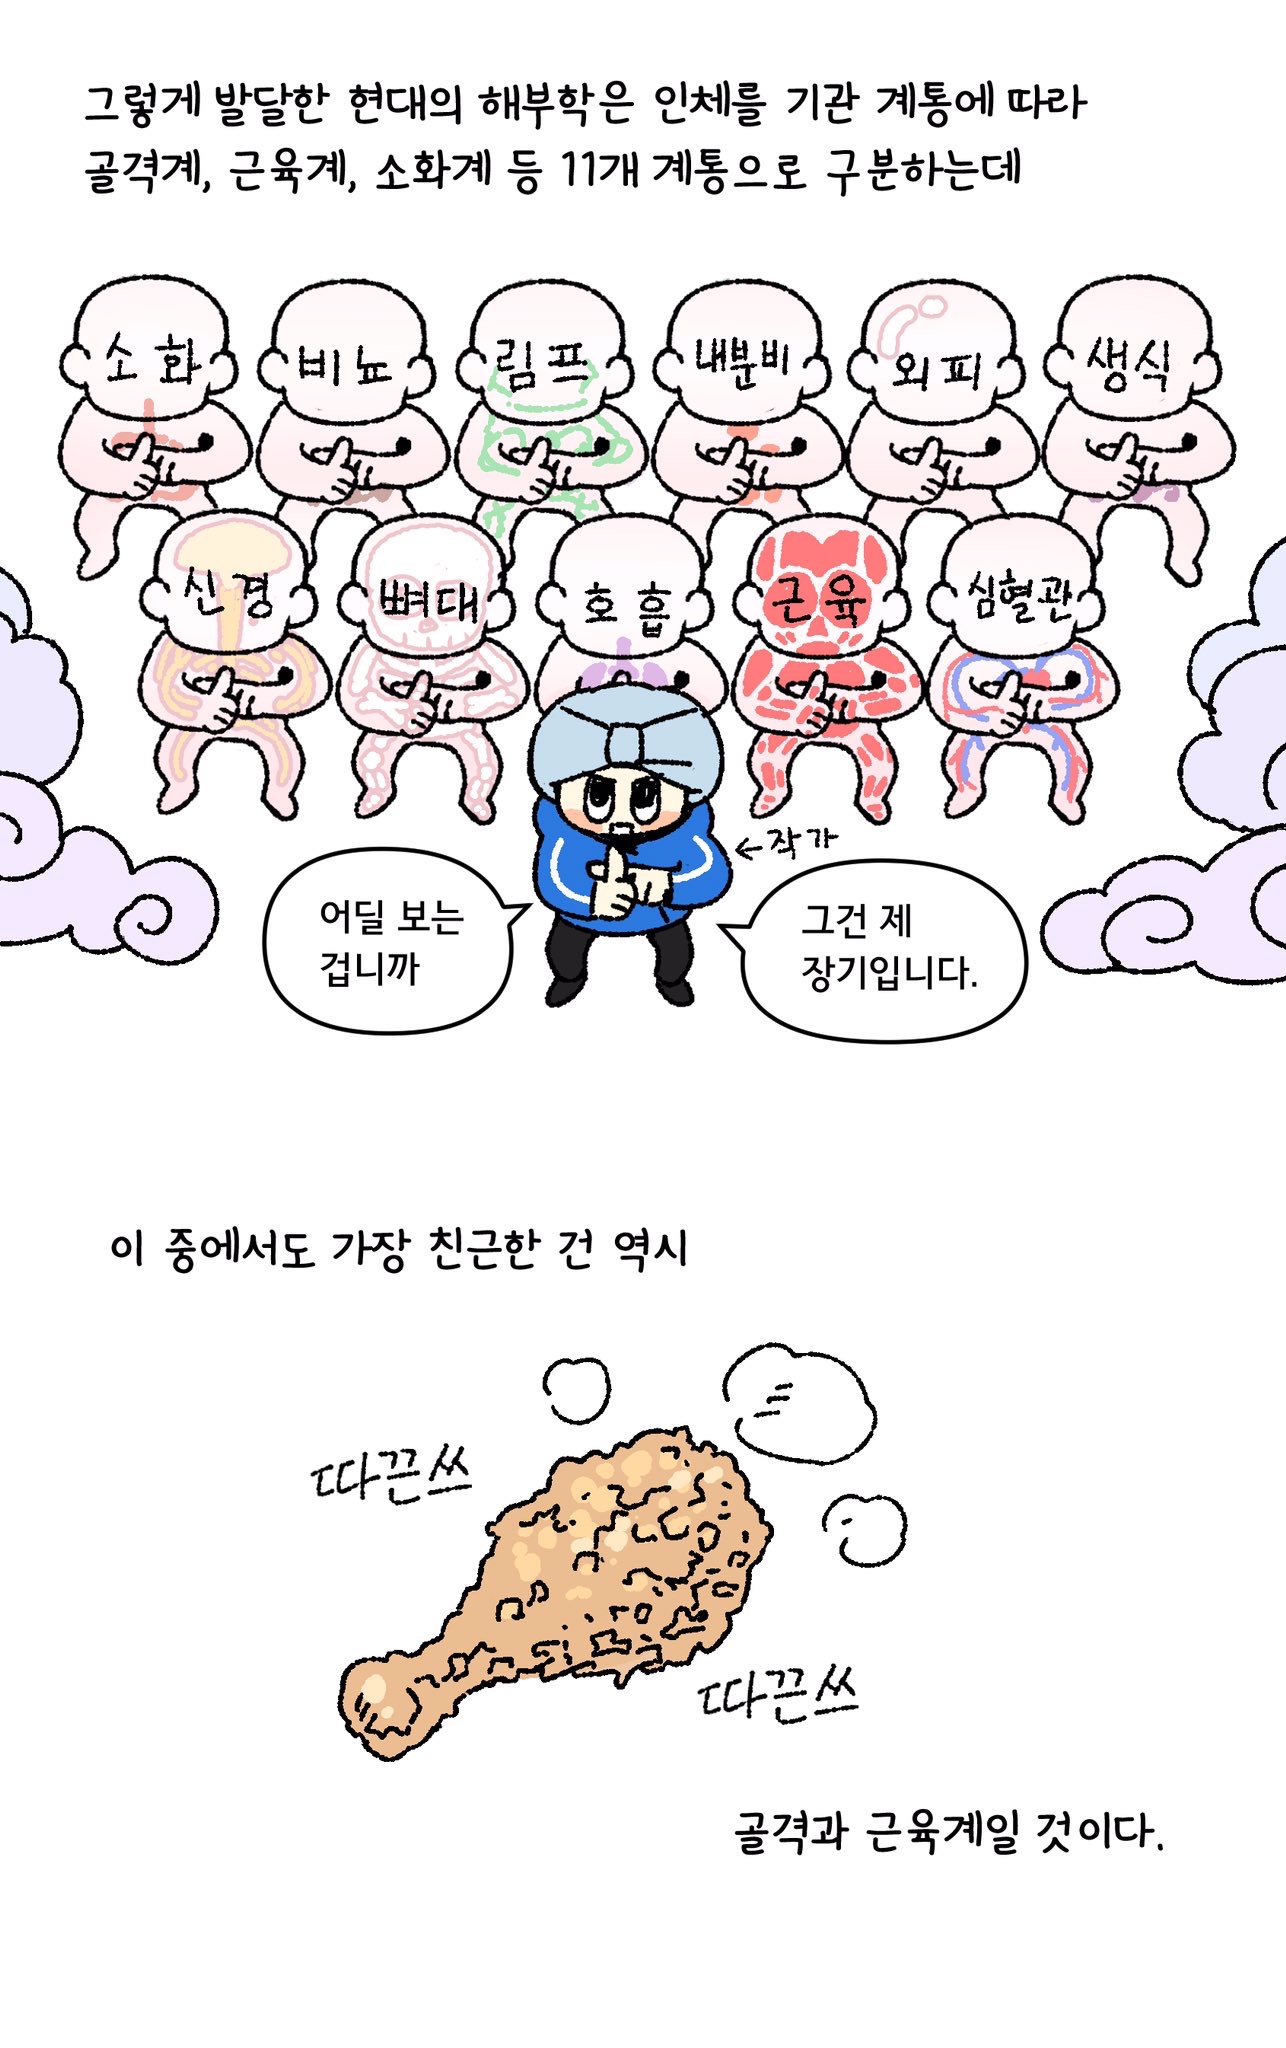 그렇게 발달한 현대의 해부학은 인체를 기관 계통에 따라
골격계, 근육계, 소화계 등 11개 계통으로 구분하는데
소화
비뇨
림프
내분비
외피
생식
신경
뼈대
호흡
근육
심혈관
←작가
어딜 보는
겁니까
그건 제
장기입니다.
이 중에서도 가장 친근한 건 역시
따끈쓰
따끈쓰
골격과 근육계일 것이다.